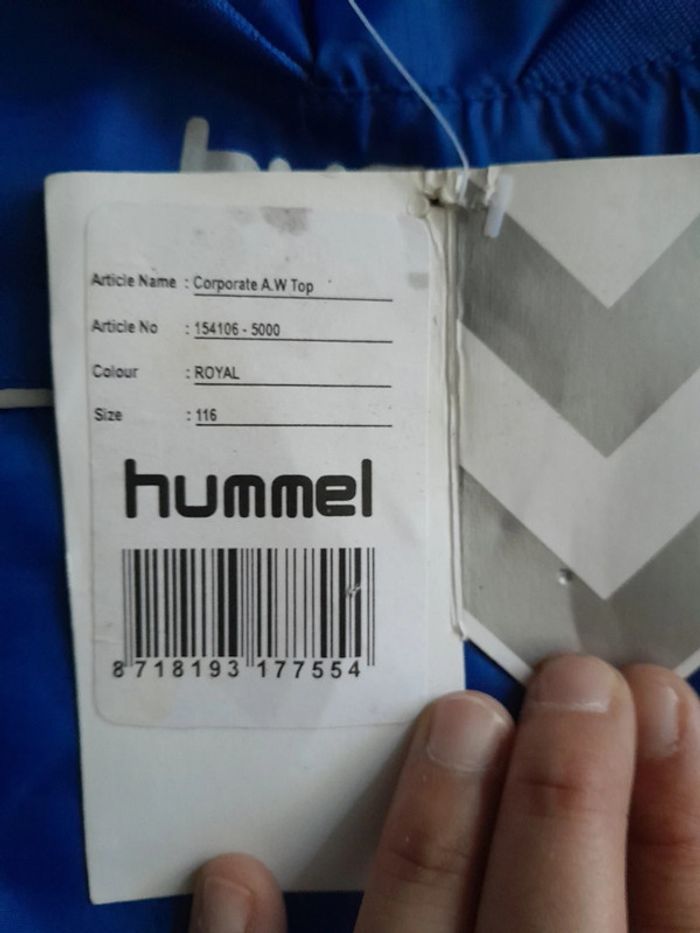 Article Name : Corporate A.W Top
Article No : 154106 - 5000
Colour : ROYAL
Size : 116
hummel
8 718193 177554